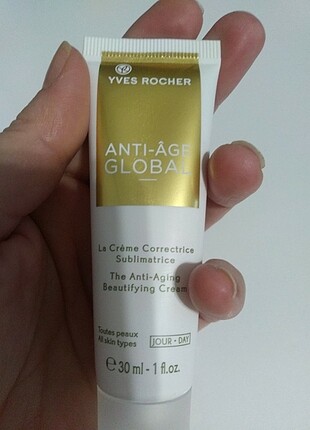 YVES ROCHER
ANTI-ÂGE
GLOBAL
La Crème Correctrice
Sublimatrice
The Anti-Aging
Beautifying Cream
Toutes peaux
All skin types
JOUR • DAY
℮ 30 ml - 1 fl.oz.